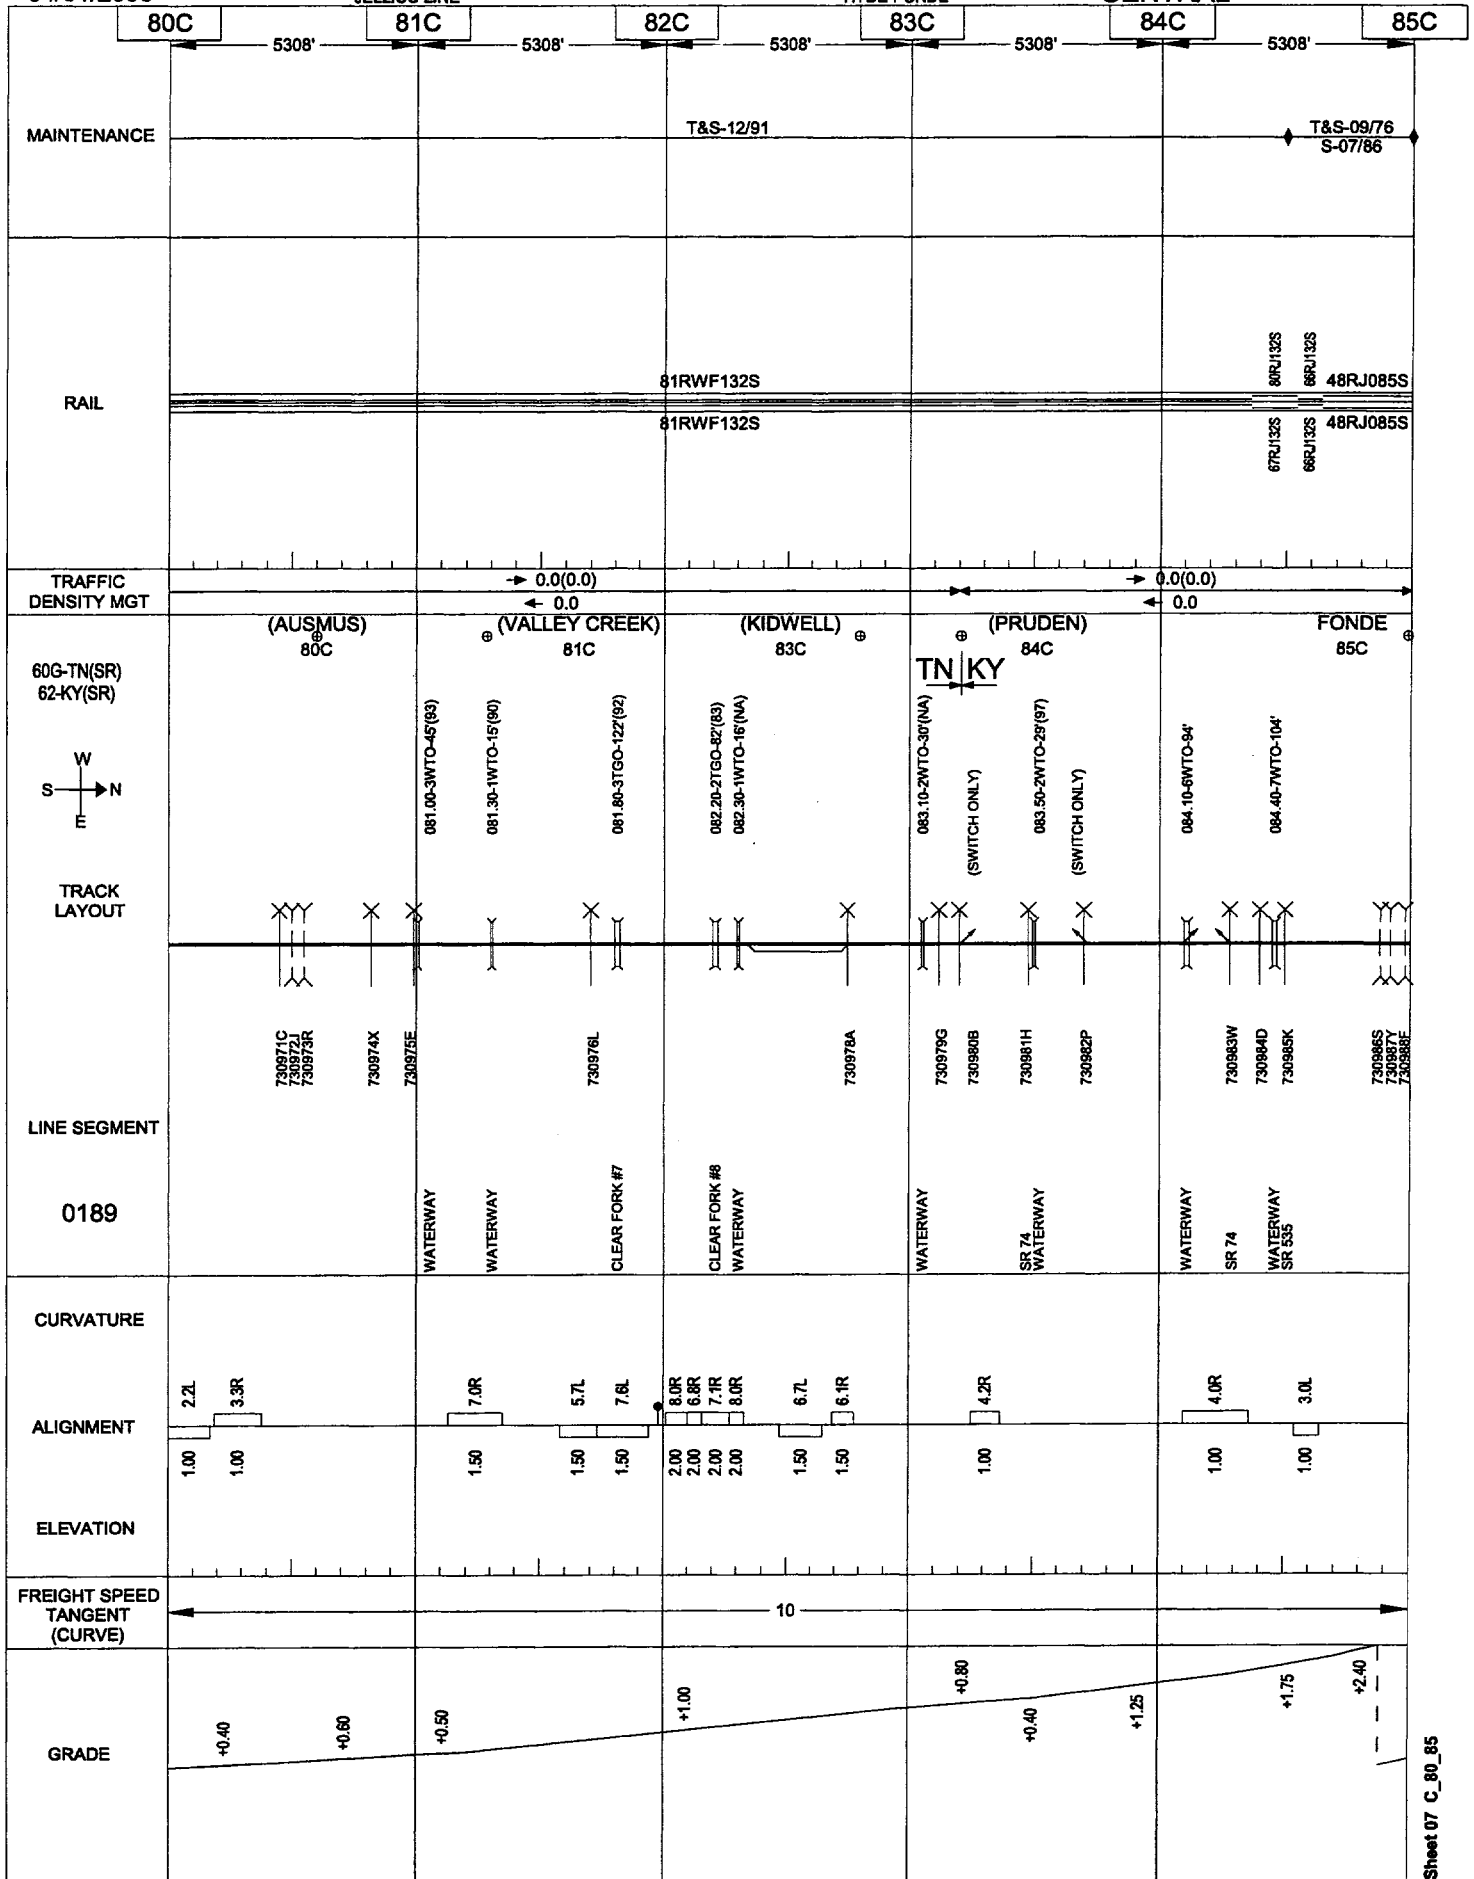 80C 81C 82C 83C 84C 85C
5308' 5308' 5308' 5308' 5308'
MAINTENANCE
T&S-12/91
T&S-09/76
S-07/86
RAIL
81RWF132S
81RWF132S
80RJ132S
66RJ132S
48RJ085S
67RJ132S
66RJ132S
48RJ085S
TRAFFIC
DENSITY MGT
0.0(0.0)
0.0
0.0(0.0)
0.0
(AUSMUS) (VALLEY CREEK) (KIDWELL) (PRUDEN) FONDE
80C 81C 83C 84C 85C
60G-TN(SR)
62-KY(SR)
TN KY
W
S N
E
081.00-3WTO-45'(93)
081.30-1WTO-15'(90)
081.80-3TGO-122'(92)
082.20-2TGO-82'(83)
082.30-1WTO-16'(NA)
083.10-2WTO-30'(NA)
(SWITCH ONLY)
083.50-2WTO-29'(97)
(SWITCH ONLY)
084.10-6WTO-94'
084.40-7WTO-104'
TRACK
LAYOUT
730971C
730972J
730973R
730974X
730975E
730976L
730978A
730979G
730980B
730981H
730982P
730983W
730984D
730985K
730986S
730987Y
730988F
LINE SEGMENT
0189
WATERWAY
WATERWAY
CLEAR FORK #7
CLEAR FORK #8
WATERWAY
WATERWAY
SR 74
WATERWAY
WATERWAY
SR 74
WATERWAY
SR 535
CURVATURE
2.2L 3.3R 7.0R 5.7L 7.6L 8.0R 6.8R 7.1R 8.0R 6.7L 6.1R 4.2R 4.0R 3.0L
ALIGNMENT
1.00 1.00 1.50 1.50 1.50 2.00 2.00 2.00 2.00 1.50 1.50 1.00 1.00 1.00
ELEVATION
FREIGHT SPEED
TANGENT
(CURVE)
10
GRADE
+0.40 +0.60 +0.50 +1.00 +0.80 +0.40 +1.25 +1.75 +2.40
Sheet 07 C_80_85